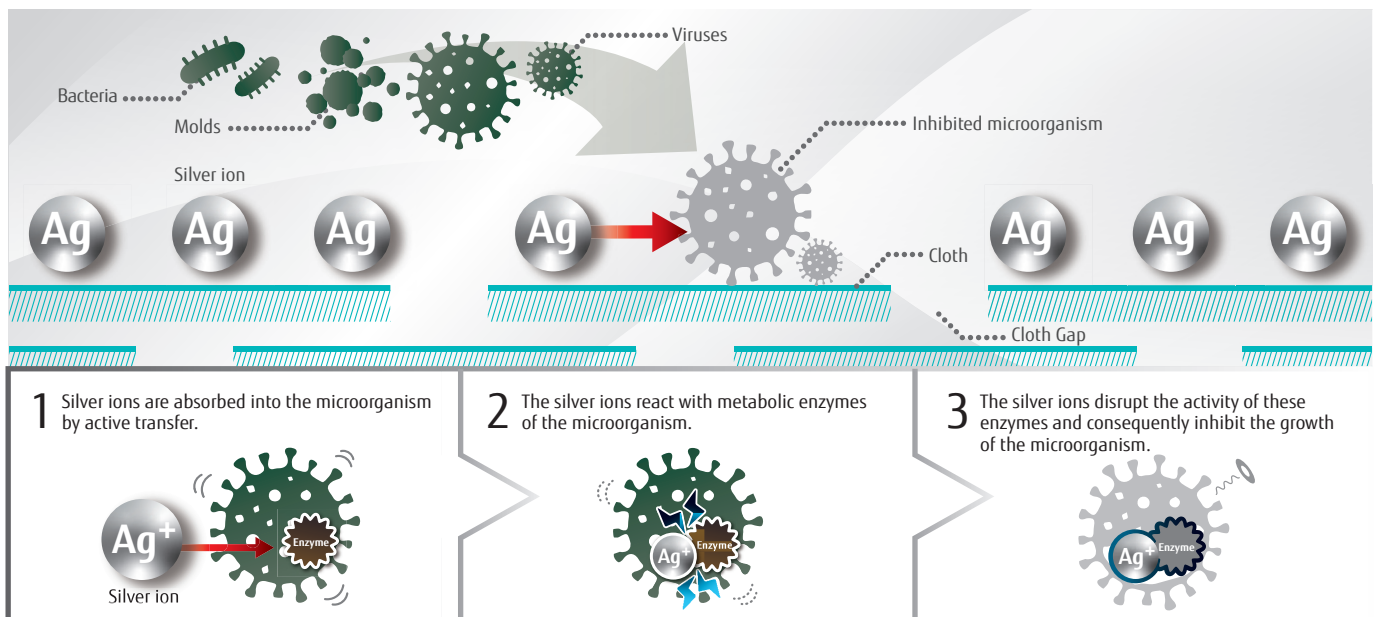 Viruses
Bacteria
Molds
Inhibited microorganism
Silver ion
Ag
Ag
Ag
Ag
Ag
Ag
Ag
Cloth
Cloth Gap
1 Silver ions are absorbed into the microorganism
by active transfer.
Ag+
Enzyme
Silver ion
2 The silver ions react with metabolic enzymes
of the microorganism.
Ag+
Enzyme
3 The silver ions disrupt the activity of these
enzymes and consequently inhibit the growth
of the microorganism.
Ag+
Enzyme